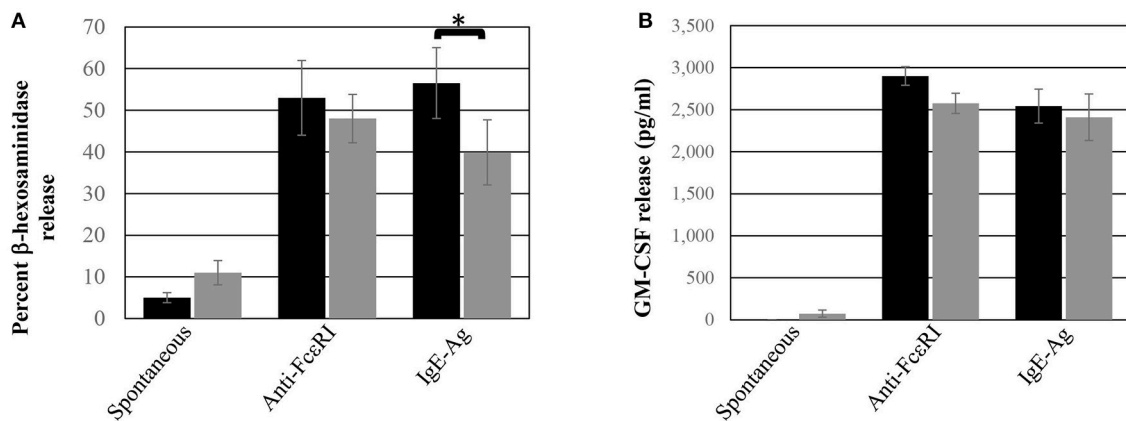 A
Percent β-hexosaminidase
release
70
60
50
40
30
20
10
0
*
Spontaneous
Anti-FcεRI
IgE-Ag
B
GM-CSF release (pg/ml)
3,500
3,000
2,500
2,000
1,500
1,000
500
0
Spontaneous
Anti-FcεRI
IgE-Ag